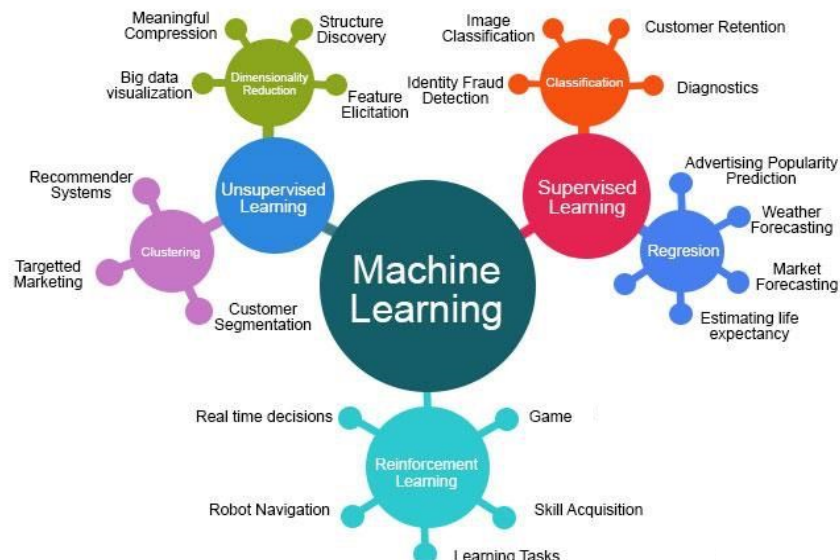 Meaningful
Compression
Structure
Discovery
Big data
visualization
Dimensionality
Reduction
Feature
Elicitation
Image
Classification
Customer Retention
Identity Fraud
Detection
Classification
Diagnostics
Recommender
Systems
Unsupervised
Learning
Clustering
Targetted
Marketing
Customer
Segmentation
Machine
Learning
Supervised
Learning
Advertising Popularity
Prediction
Weather
Forecasting
Regresion
Market
Forecasting
Estimating life
expectancy
Real time decisions
Game
Reinforcement
Learning
Robot Navigation
Skill Acquisition
Learning Tasks